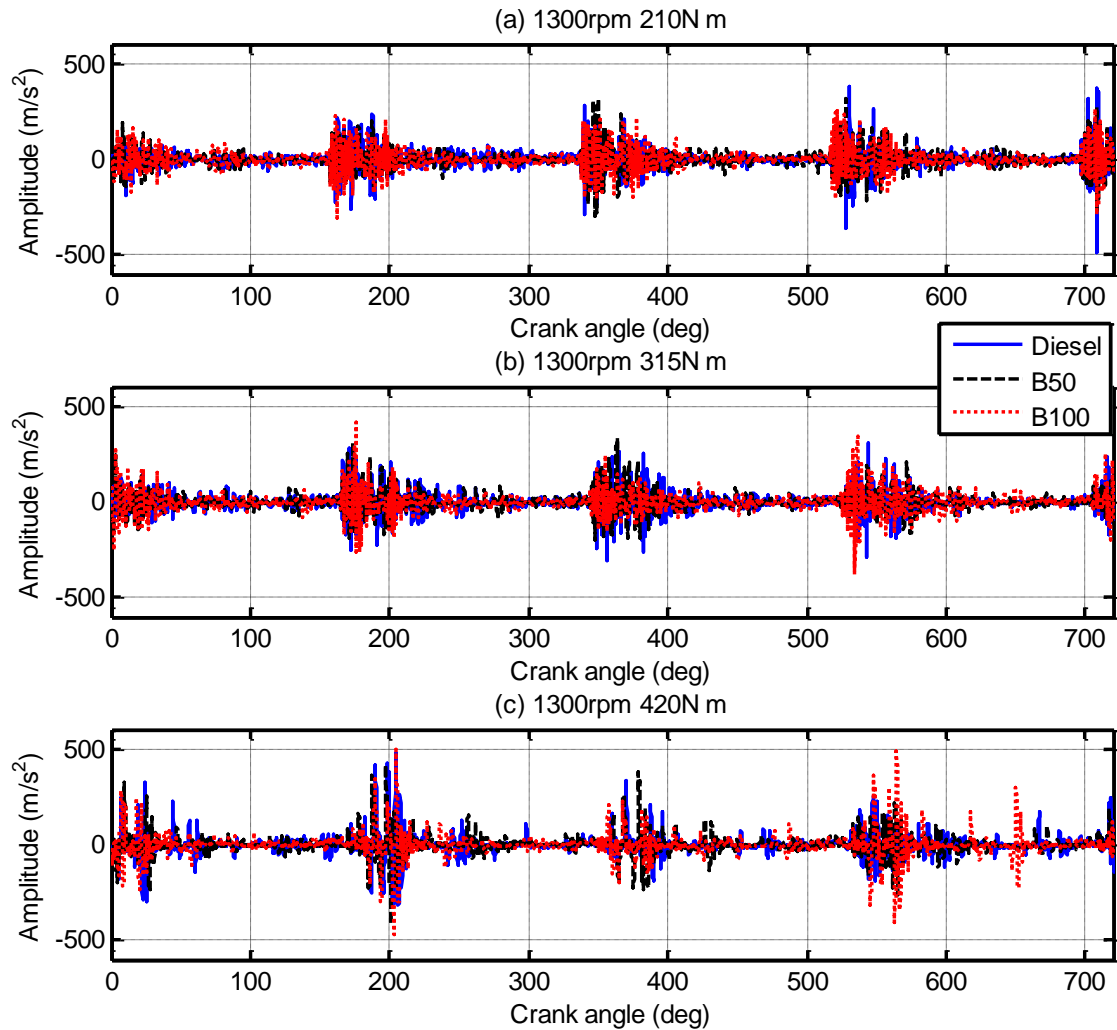 (a) 1300rpm 210N m
500
0
-500
Amplitude (m/s²)
0 100 200 300 400 500 600 700
Crank angle (deg)
Diesel
B50
B100
(b) 1300rpm 315N m
500
0
-500
Amplitude (m/s²)
0 100 200 300 400 500 600 700
Crank angle (deg)
(c) 1300rpm 420N m
500
0
-500
Amplitude (m/s²)
0 100 200 300 400 500 600 700
Crank angle (deg)